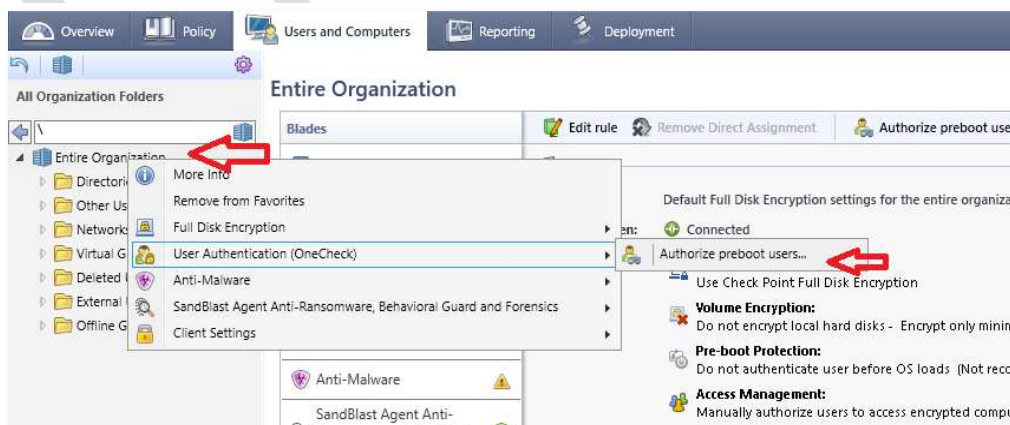 Overview Policy Users and Computers Reporting Deployment
All Organization Folders
\
Entire Organization
Directori
Other Us
Network
Virtual G
Deleted
External
Offline G
More Info
Remove from Favorites
Full Disk Encryption
User Authentication (OneCheck)
Anti-Malware
SandBlast Agent Anti-Ransomware, Behavioral Guard and Forensics
Client Settings
Authorize preboot users...
Entire Organization
Blades
Anti-Malware
SandBlast Agent Anti-
Edit rule Remove Direct Assignment Authorize preboot use
Default Full Disk Encryption settings for the entire organiza
en: Connected
Use Check Point Full Disk Encryption
Volume Encryption:
Do not encrypt local hard disks - Encrypt only minin
Pre-boot Protection:
Do not authenticate user before OS loads (Not reco
Access Management:
Manually authorize users to access encrypted compu